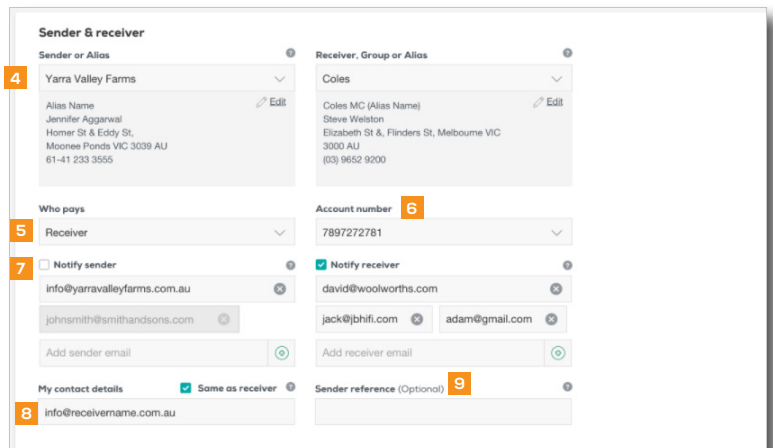 Sender & receiver
Sender or Alias
4
Yarra Valley Farms
Alias Name
Edit
Jennifer Aggarwal
Homer St & Eddy St,
Moonee Ponds VIC 3039 AU
61-41 233 3555
Receiver, Group or Alias
Coles
Coles MC (Alias Name)
Edit
Steve Welston
Elizabeth St &, Flinders St, Melbourne VIC
3000 AU
(03) 9652 9200
Who pays
5
Receiver
Account number
6
7897272781
7
Notify sender
info@yarravalleyfarms.com.au
johnsmith@smithandsons.com
Add sender email
Notify receiver
david@woolworths.com
jack@jbhifi.com
adam@gmail.com
Add receiver email
My contact details
Same as receiver
8
info@receivername.com.au
Sender reference (Optional)
9